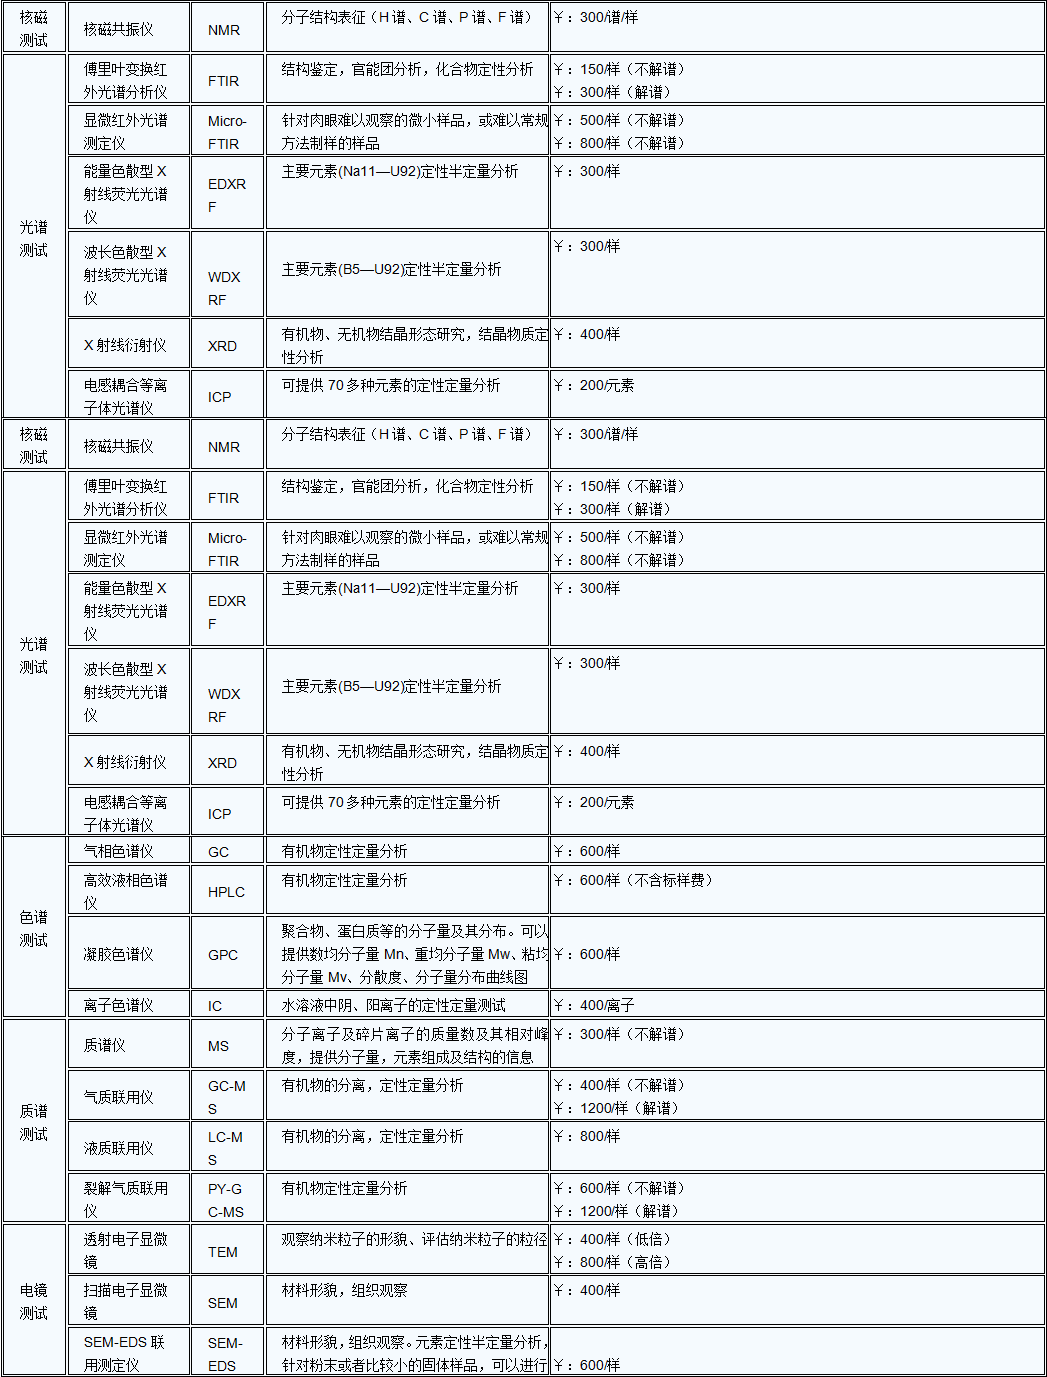 核磁
测试
核磁共振仪
NMR
分子结构表征（H 谱、C 谱、P 谱、F 谱）
￥：300/谱/样
光谱
测试
傅里叶变换红
外光谱分析仪
FTIR
结构鉴定，官能团分析，化合物定性分析
￥：150/样（不解谱）
￥：300/样（解谱）
显微红外光谱
测定仪
Micro-
FTIR
针对肉眼难以观察的微小样品，或难以常规
方法制样的样品
￥：500/样（不解谱）
￥：800/样（不解谱）
能量色散型 X
射线荧光光谱
仪
EDXR
F
主要元素(Na11—U92)定性半定量分析
￥：300/样
波长色散型 X
射线荧光光谱
仪
WDX
RF
主要元素(B5—U92)定性半定量分析
￥：300/样
X 射线衍射仪
XRD
有机物、无机物结晶形态研究，结晶物质定
性分析
￥：400/样
电感耦合等离
子体光谱仪
ICP
可提供 70 多种元素的定性定量分析
￥：200/元素
核磁
测试
核磁共振仪
NMR
分子结构表征（H 谱、C 谱、P 谱、F 谱）
￥：300/谱/样
光谱
测试
傅里叶变换红
外光谱分析仪
FTIR
结构鉴定，官能团分析，化合物定性分析
￥：150/样（不解谱）
￥：300/样（解谱）
显微红外光谱
测定仪
Micro-
FTIR
针对肉眼难以观察的微小样品，或难以常规
方法制样的样品
￥：500/样（不解谱）
￥：800/样（不解谱）
能量色散型 X
射线荧光光谱
仪
EDXR
F
主要元素(Na11—U92)定性半定量分析
￥：300/样
波长色散型 X
射线荧光光谱
仪
WDX
RF
主要元素(B5—U92)定性半定量分析
￥：300/样
X 射线衍射仪
XRD
有机物、无机物结晶形态研究，结晶物质定
性分析
￥：400/样
电感耦合等离
子体光谱仪
ICP
可提供 70 多种元素的定性定量分析
￥：200/元素
色谱
测试
气相色谱仪
GC
有机物定性定量分析
￥：600/样
高效液相色谱
仪
HPLC
有机物定性定量分析
￥：600/样（不含标样费）
凝胶色谱仪
GPC
聚合物、蛋白质等的分子量及其分布。可以
提供数均分子量 Mn、重均分子量 Mw、粘均
分子量 Mv、分散度、分子量分布曲线图
￥：600/样
离子色谱仪
IC
水溶液中阴、阳离子的定性定量测试
￥：400/离子
质谱
测试
质谱仪
MS
分子离子及碎片离子的质量数及其相对峰
度，提供分子量，元素组成及结构的信息
￥：300/样（不解谱）
气质联用仪
GC-M
S
有机物的分离，定性定量分析
￥：400/样（不解谱）
￥：1200/样（解谱）
液质联用仪
LC-M
S
有机物的分离，定性定量分析
￥：800/样
裂解气质联用
仪
PY-G
C-MS
有机物定性定量分析
￥：600/样（不解谱）
￥：1200/样（解谱）
电镜
测试
透射电子显微
镜
TEM
观察纳米粒子的形貌、评估纳米粒子的粒径
￥：400/样（低倍）
￥：800/样（高倍）
扫描电子显微
镜
SEM
材料形貌，组织观察
￥：400/样
SEM-EDS 联
用测定仪
SEM-
EDS
材料形貌，组织观察。元素定性半定量分析，
针对粉末或者比较小的固体样品，可以进行
￥：600/样